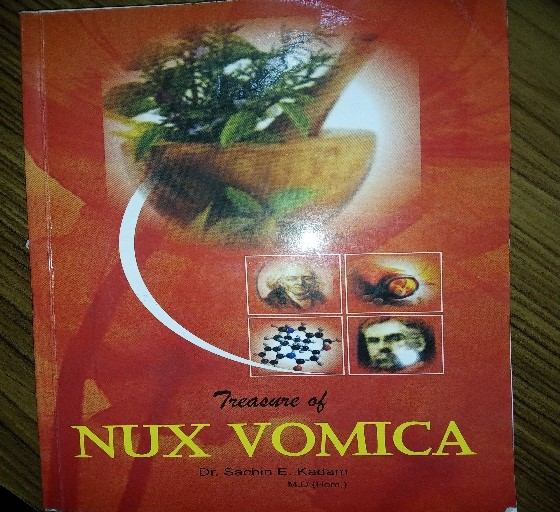 Treasure of
NUX VOMICA
Dr. Sachin E. Kadam
M.D (Hom.)